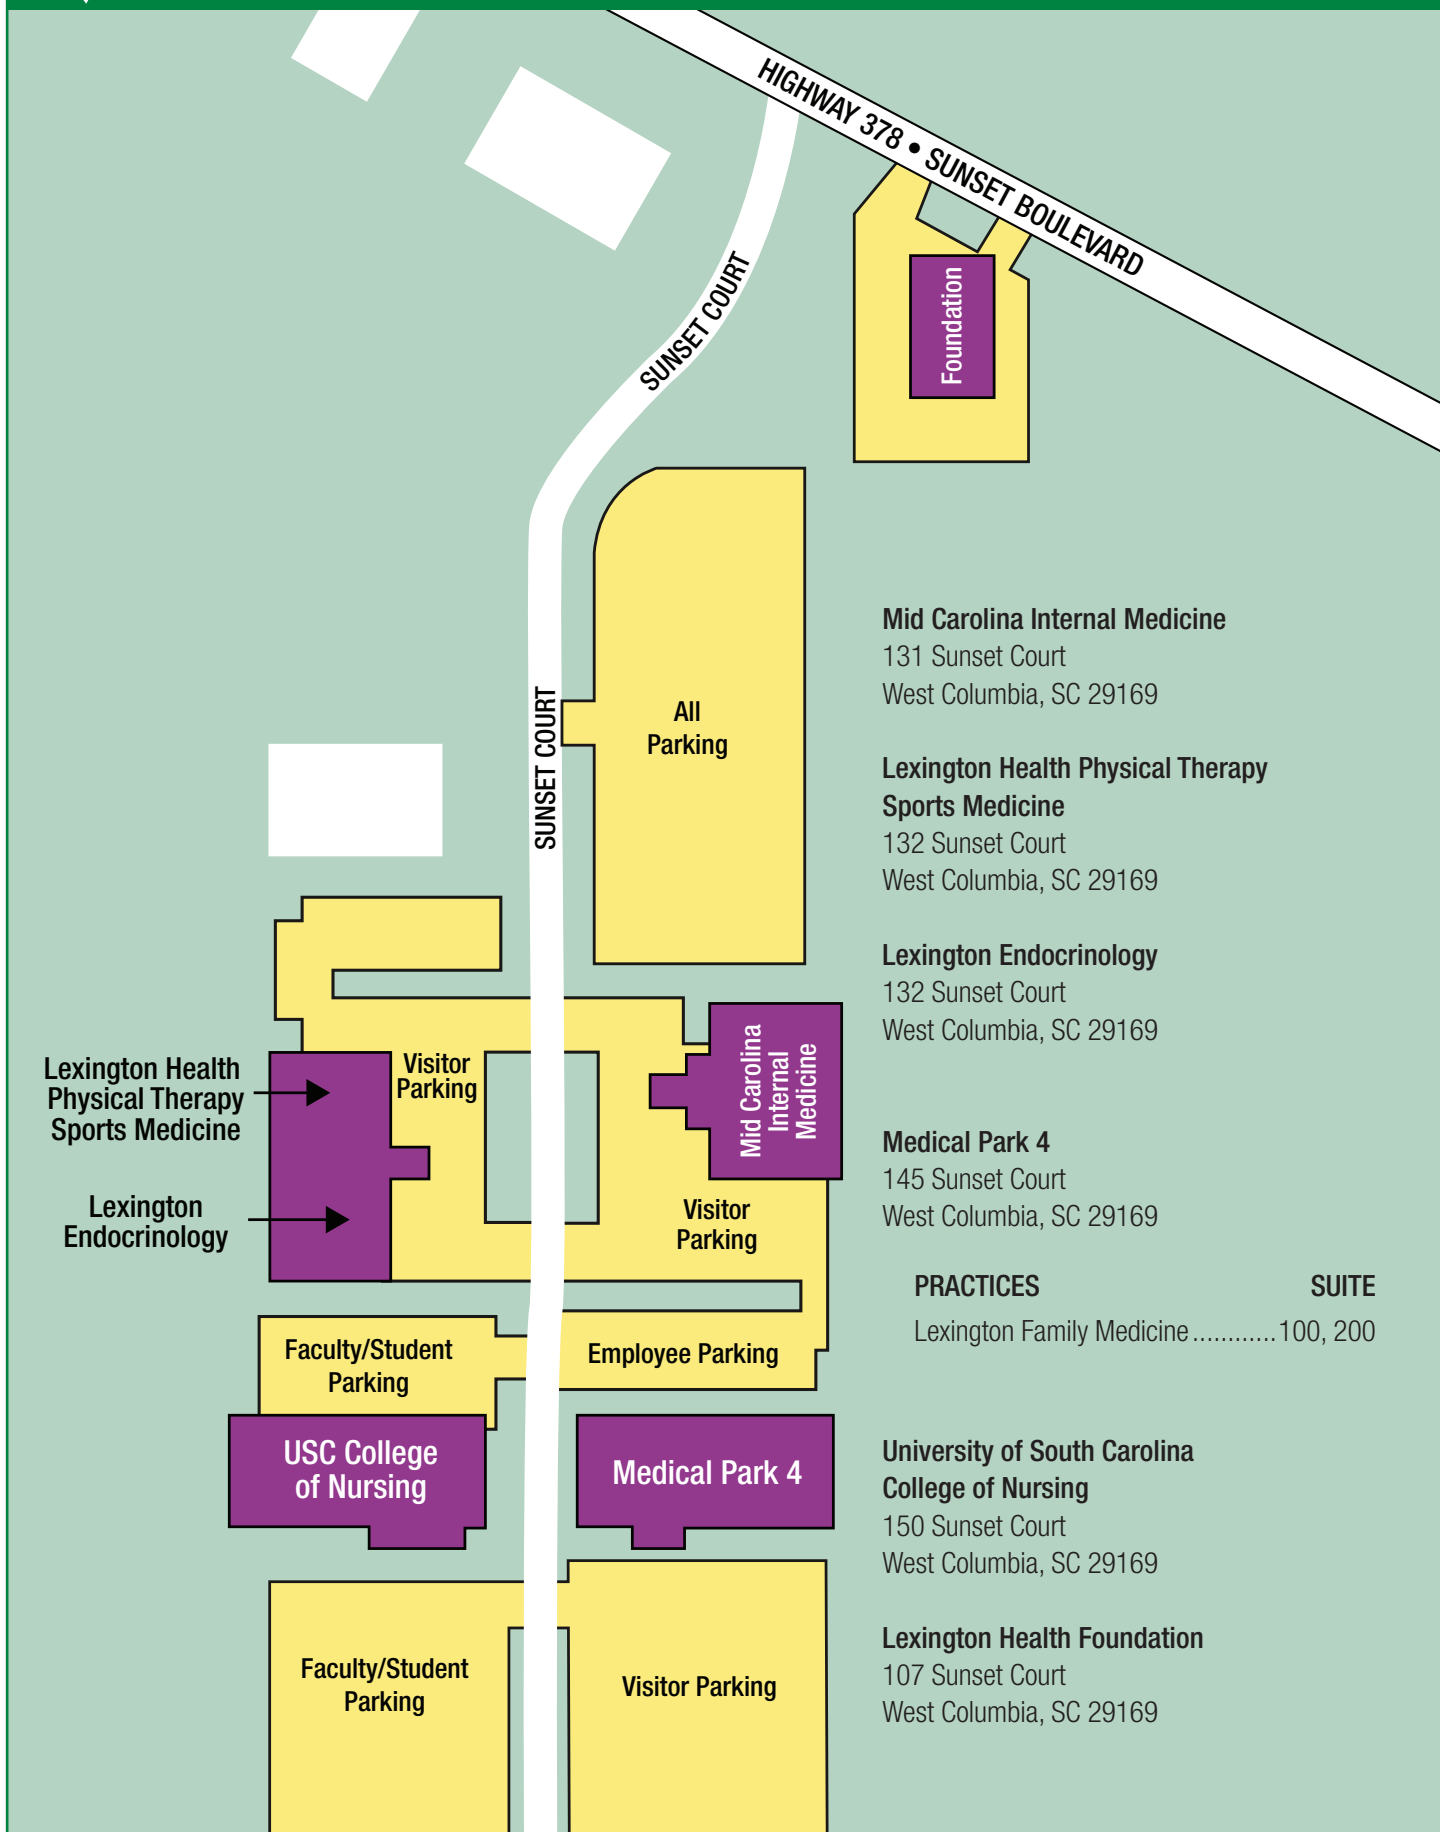 HIGHWAY 378 • SUNSET BOULEVARD
SUNSET COURT
Foundation
SUNSET COURT
All
Parking
Mid Carolina Internal Medicine
131 Sunset Court
West Columbia, SC 29169
Lexington Health Physical Therapy
Sports Medicine
132 Sunset Court
West Columbia, SC 29169
Lexington Endocrinology
132 Sunset Court
West Columbia, SC 29169
Medical Park 4
145 Sunset Court
West Columbia, SC 29169
PRACTICES SUITE
Lexington Family Medicine............100, 200
University of South Carolina
College of Nursing
150 Sunset Court
West Columbia, SC 29169
Lexington Health Foundation
107 Sunset Court
West Columbia, SC 29169
Lexington Health
Physical Therapy
Sports Medicine
Lexington
Endocrinology
Visitor
Parking
Mid Carolina
Internal
Medicine
Visitor
Parking
Faculty/Student
Parking
Employee Parking
USC College
of Nursing
Medical Park 4
Faculty/Student
Parking
Visitor Parking